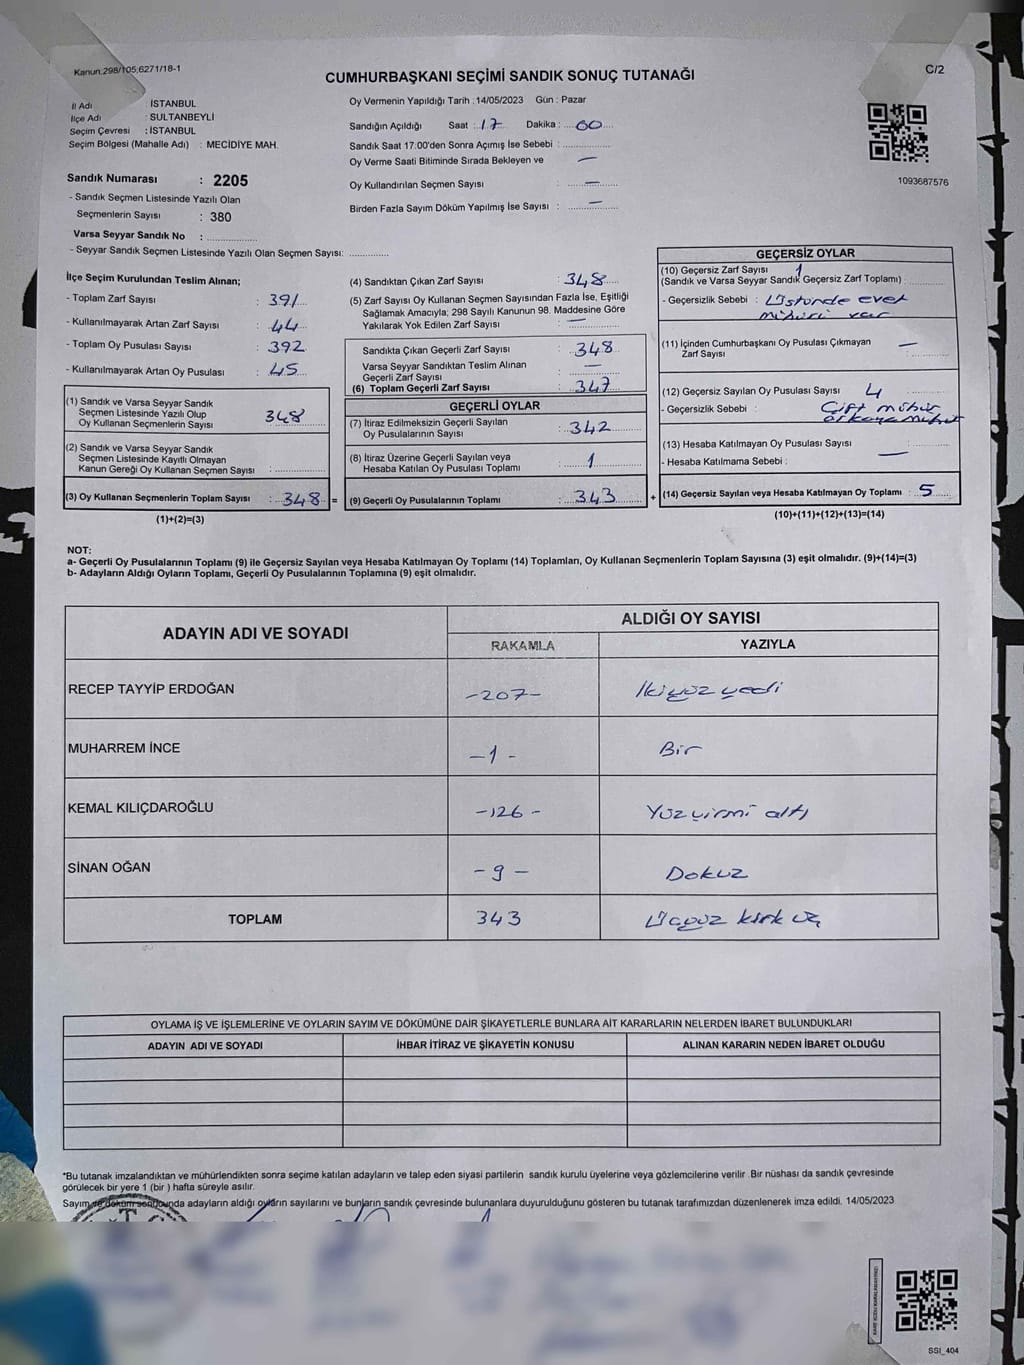 Kanun:298/105;6271/18-1
C/2
CUMHURBAŞKANI SEÇİMİ SANDIK SONUÇ TUTANAĞI
İl Adı : İSTANBUL
İlçe Adı : SULTANBEYLİ
Seçim Çevresi : İSTANBUL
Seçim Bölgesi (Mahalle Adı) : MECİDİYE MAH.
Oy Vermenin Yapıldığı Tarih : 14/05/2023 Gün : Pazar
Sandığın Açıldığı Saat : 17 Dakika : 00
Sandık Saat 17:00'den Sonra Açımış İse Sebebi :
Oy Verme Saati Bitiminde Sırada Bekleyen ve —
Oy Kullandırılan Seçmen Sayısı : —
Birden Fazla Sayım Döküm Yapılmış İse Sayısı : —
1093687576
Sandık Numarası : 2205
- Sandık Seçmen Listesinde Yazılı Olan
Seçmenlerin Sayısı : 380
Varsa Seyyar Sandık No :
- Seyyar Sandık Seçmen Listesinde Yazılı Olan Seçmen Sayısı:
İlçe Seçim Kurulundan Teslim Alınan;
- Toplam Zarf Sayısı : 391
- Kullanılmayarak Artan Zarf Sayısı : 44
- Toplam Oy Pusulası Sayısı : 392
- Kullanılmayarak Artan Oy Pusulası : 45
(1) Sandık ve Varsa Seyyar Sandık
Seçmen Listesinde Yazılı Olup
Oy Kullanan Seçmenlerin Sayısı : 348
(2) Sandık ve Varsa Seyyar Sandık
Seçmen Listesinde Kayıtlı Olmayan
Kanun Gereği Oy Kullanan Seçmen Sayısı :
(3) Oy Kullanan Seçmenlerin Toplam Sayısı : 348 =
(1)+(2)=(3)
(4) Sandıktan Çıkan Zarf Sayısı : 348
(5) Zarf Sayısı Oy Kullanan Seçmen Sayısından Fazla İse, Eşitliği
Sağlamak Amacıyla; 298 Sayılı Kanunun 98. Maddesine Göre
Yakılarak Yok Edilen Zarf Sayısı : —
Sandıkta Çıkan Geçerli Zarf Sayısı : 348
Varsa Seyyar Sandıktan Teslim Alınan
Geçerli Zarf Sayısı : —
(6) Toplam Geçerli Zarf Sayısı : 347
GEÇERLİ OYLAR
(7) İtiraz Edilmeksizin Geçerli Sayılan
Oy Pusulalarının Sayısı : 342
(8) İtiraz Üzerine Geçerli Sayılan veya
Hesaba Katılan Oy Pusulası Toplamı : 1
(9) Geçerli Oy Pusulalarının Toplamı : 343 +
GEÇERSİZ OYLAR
(10) Geçersiz Zarf Sayısı 1
(Sandık ve Varsa Seyyar Sandık Geçersiz Zarf Toplamı) :
- Geçersizlik Sebebi : Üstünde evet
mühürü var
(11) İçinden Cumhurbaşkanı Oy Pusulası Çıkmayan —
Zarf Sayısı :
(12) Geçersiz Sayılan Oy Pusulası Sayısı : 4
- Geçersizlik Sebebi : Çift mühür
arkaya mühür
(13) Hesaba Katılmayan Oy Pusulası Sayısı :
- Hesaba Katılmama Sebebi : —
(14) Geçersiz Sayılan veya Hesaba Katılmayan Oy Toplamı : 5
(10)+(11)+(12)+(13)=(14)
NOT:
a- Geçerli Oy Pusulalarının Toplamı (9) ile Geçersiz Sayılan veya Hesaba Katılmayan Oy Toplamı (14) Toplamları, Oy Kullanan Seçmenlerin Toplam Sayısına (3) eşit olmalıdır. (9)+(14)=(3)
b- Adayların Aldığı Oyların Toplamı, Geçerli Oy Pusulalarının Toplamına (9) eşit olmalıdır.
ADAYIN ADI VE SOYADI
ALDIĞI OY SAYISI
RAKAMLA YAZIYLA
RECEP TAYYİP ERDOĞAN -207- İkiyüz yedi
MUHARREM İNCE -1- Bir
KEMAL KILIÇDAROĞLU -126- Yüz yirmi altı
SİNAN OĞAN -9- Dokuz
TOPLAM 343 Üçyüz kırk üç
OYLAMA İŞ VE İŞLEMLERİNE VE OYLARIN SAYIM VE DÖKÜMÜNE DAİR ŞİKAYETLERLE BUNLARA AİT KARARLARIN NELERDEN İBARET BULUNDUKLARI
ADAYIN ADI VE SOYADI İHBAR İTİRAZ VE ŞİKAYETİN KONUSU ALINAN KARARIN NEDEN İBARET OLDUĞU
*Bu tutanak imzalandıktan ve mühürlendikten sonra seçime katılan adayların ve talep eden siyasi partilerin sandık kurulu üyelerine veya gözlemcilerine verilir. Bir nüshası da sandık çevresinde
görülecek bir yere 1 (bir ) hafta süreyle asılır.
Sayım ve döküm sonucunda adayların aldığı oyların sayılarını ve bunların sandık çevresinde bulunanlara duyurulduğunu gösteren bu tutanak tarafımızdan düzenlenerek imza edildi. 14/05/2023
SSI_404